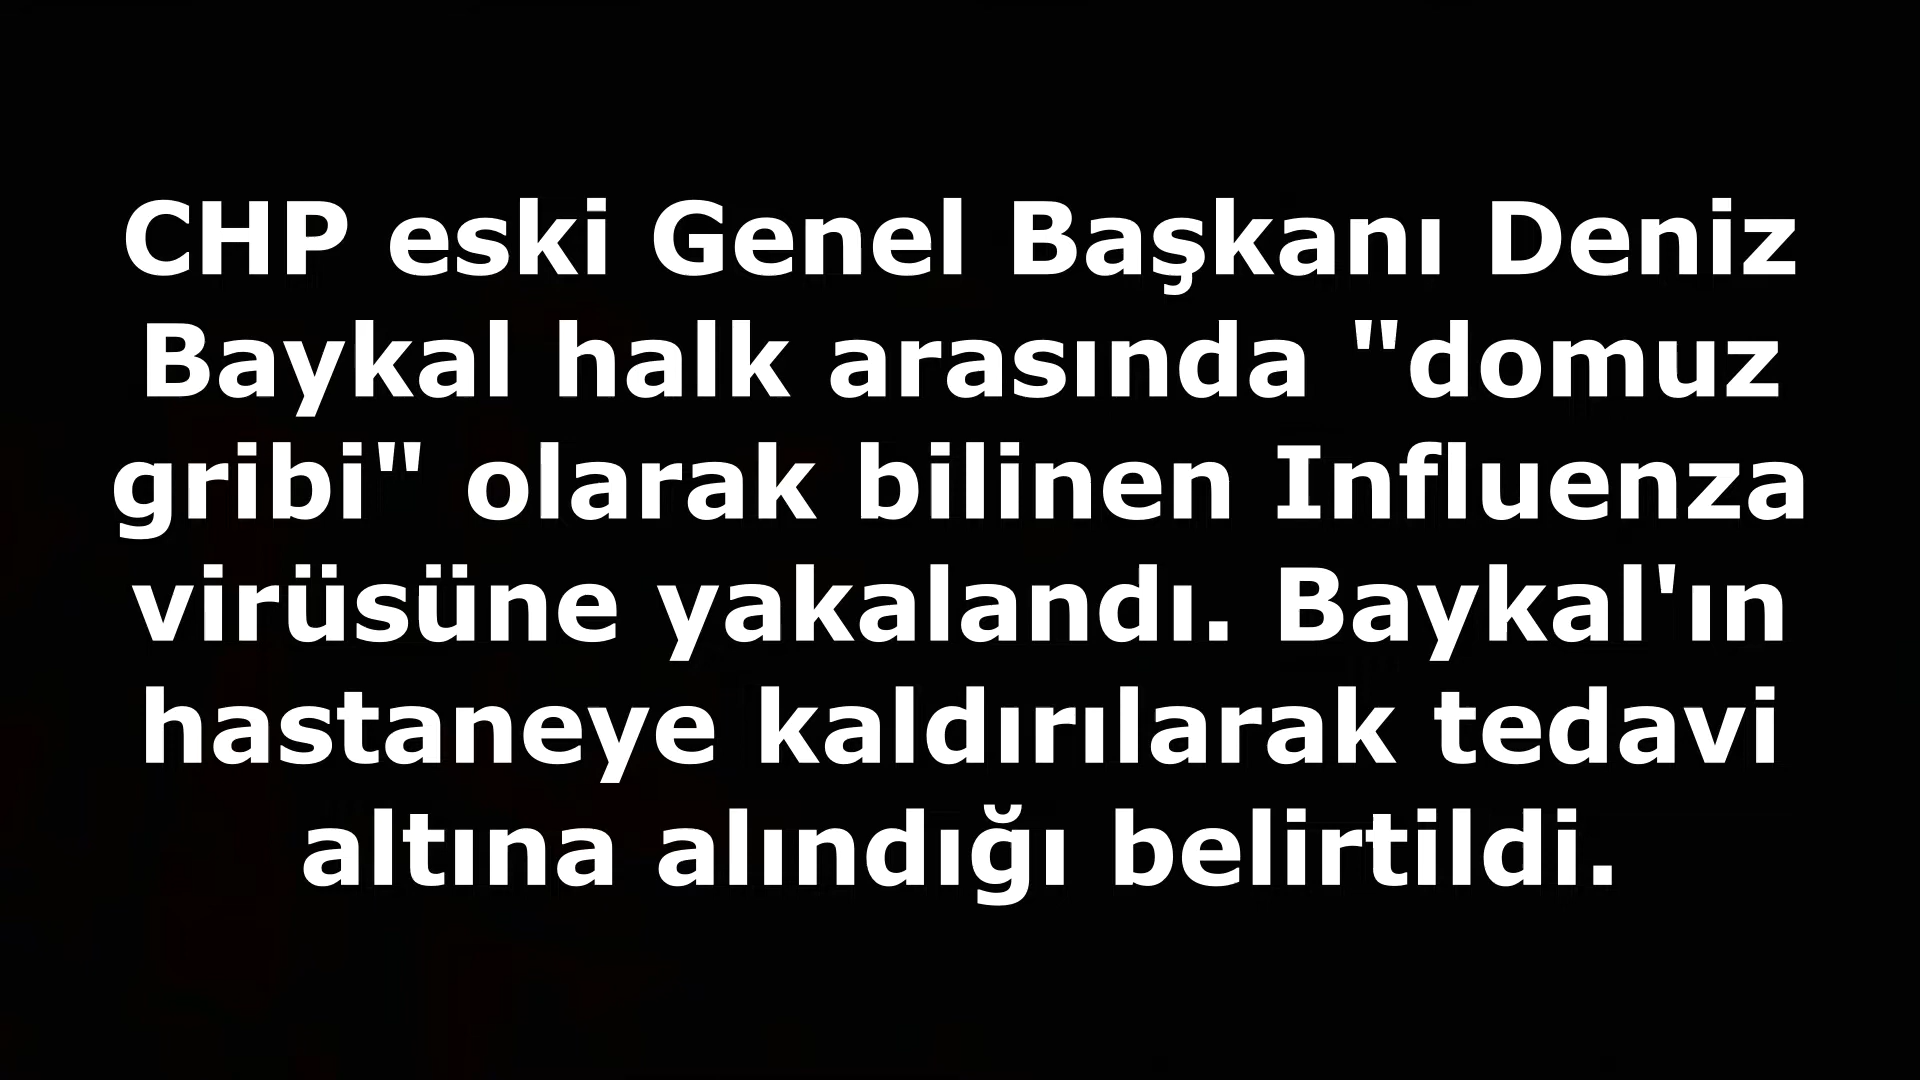 CHP eski Genel Başkanı Deniz
Baykal halk arasında "domuz
gribi" olarak bilinen Influenza
virüsüne yakalandı. Baykal'ın
hastaneye kaldırılarak tedavi
altına alındığı belirtildi.